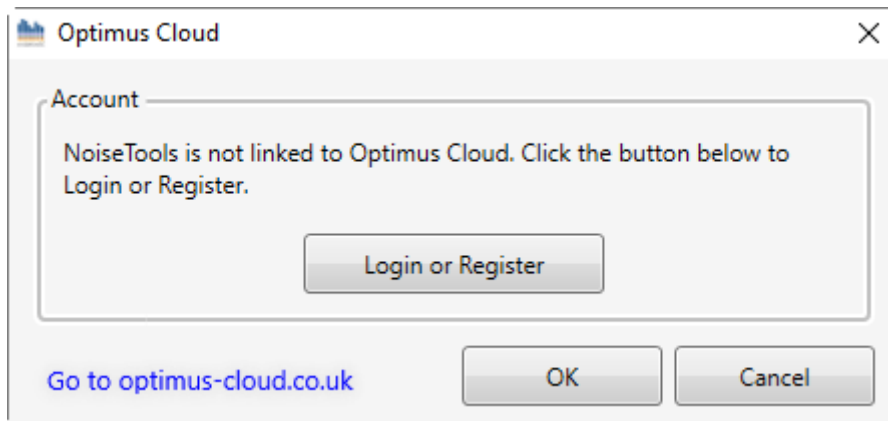 Optimus Cloud
Account
NoiseTools is not linked to Optimus Cloud. Click the button below to
Login or Register.
Login or Register
Go to optimus-cloud.co.uk
OK
Cancel